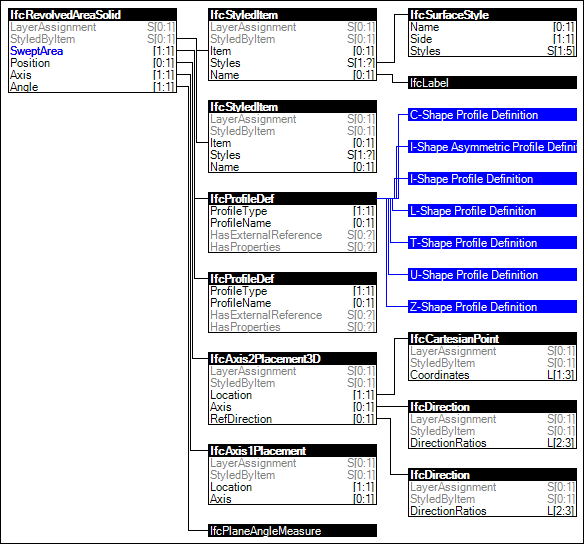 IfcRevolvedAreaSolid
LayerAssignment S[0:1]
StyledByItem S[0:1]
SweptArea [1:1]
Position [0:1]
Axis [1:1]
Angle [1:1]
IfcStyledItem
LayerAssignment S[0:1]
StyledByItem S[0:1]
Item [0:1]
Styles S[1:?]
Name [0:1]
IfcStyledItem
LayerAssignment S[0:1]
StyledByItem S[0:1]
Item [0:1]
Styles S[1:?]
Name [0:1]
IfcProfileDef
ProfileType [1:1]
ProfileName [0:1]
HasExternalReference S[0:?]
HasProperties S[0:?]
IfcProfileDef
ProfileType [1:1]
ProfileName [0:1]
HasExternalReference S[0:?]
HasProperties S[0:?]
IfcAxis2Placement3D
LayerAssignment S[0:1]
StyledByItem S[0:1]
Location [1:1]
Axis [0:1]
RefDirection [0:1]
IfcAxis1Placement
LayerAssignment S[0:1]
StyledByItem S[0:1]
Location [1:1]
Axis [0:1]
IfcPlaneAngleMeasure
IfcSurfaceStyle
Name [0:1]
Side [1:1]
Styles S[1:5]
IfcLabel
C-Shape Profile Definition
I-Shape Asymmetric Profile Defini
I-Shape Profile Definition
L-Shape Profile Definition
T-Shape Profile Definition
U-Shape Profile Definition
Z-Shape Profile Definition
IfcCartesianPoint
LayerAssignment S[0:1]
StyledByItem S[0:1]
Coordinates L[1:3]
IfcDirection
LayerAssignment S[0:1]
StyledByItem S[0:1]
DirectionRatios L[2:3]
IfcDirection
LayerAssignment S[0:1]
StyledByItem S[0:1]
DirectionRatios L[2:3]